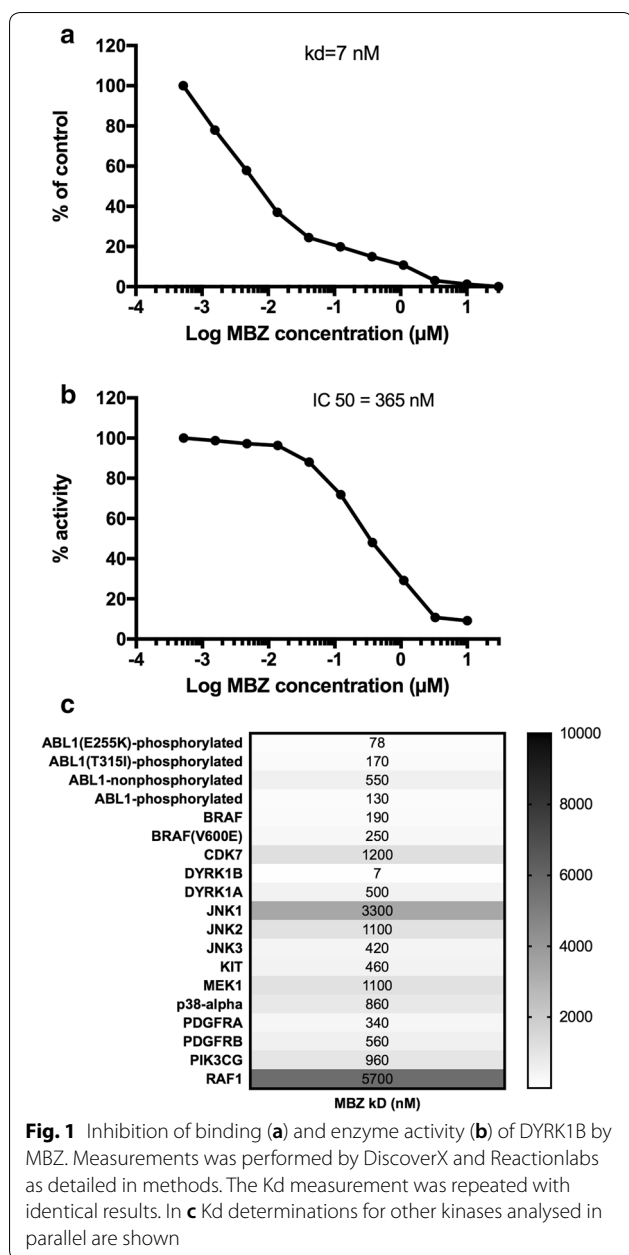 a
kd=7 nM
120
100
80
60
40
20
0
% of control
-4 -3 -2 -1 0 1
Log MBZ concentration (µM)
b
IC 50 = 365 nM
120
100
80
60
40
20
0
% activity
-4 -3 -2 -1 0 1
Log MBZ concentration (µM)
c
ABL1(E255K)-phosphorylated 78
ABL1(T315I)-phosphorylated 170
ABL1-nonphosphorylated 550
ABL1-phosphorylated 130
BRAF 190
BRAF(V600E) 250
CDK7 1200
DYRK1B 7
DYRK1A 500
JNK1 3300
JNK2 1100
JNK3 420
KIT 460
MEK1 1100
p38-alpha 860
PDGFRA 340
PDGFRB 560
PIK3CG 960
RAF1 5700
MBZ kD (nM)
10000
8000
6000
4000
2000
Fig. 1 Inhibition of binding (a) and enzyme activity (b) of DYRK1B by
MBZ. Measurements was performed by DiscoverX and Reactionlabs
as detailed in methods. The Kd measurement was repeated with
identical results. In c Kd determinations for other kinases analysed in
parallel are shown